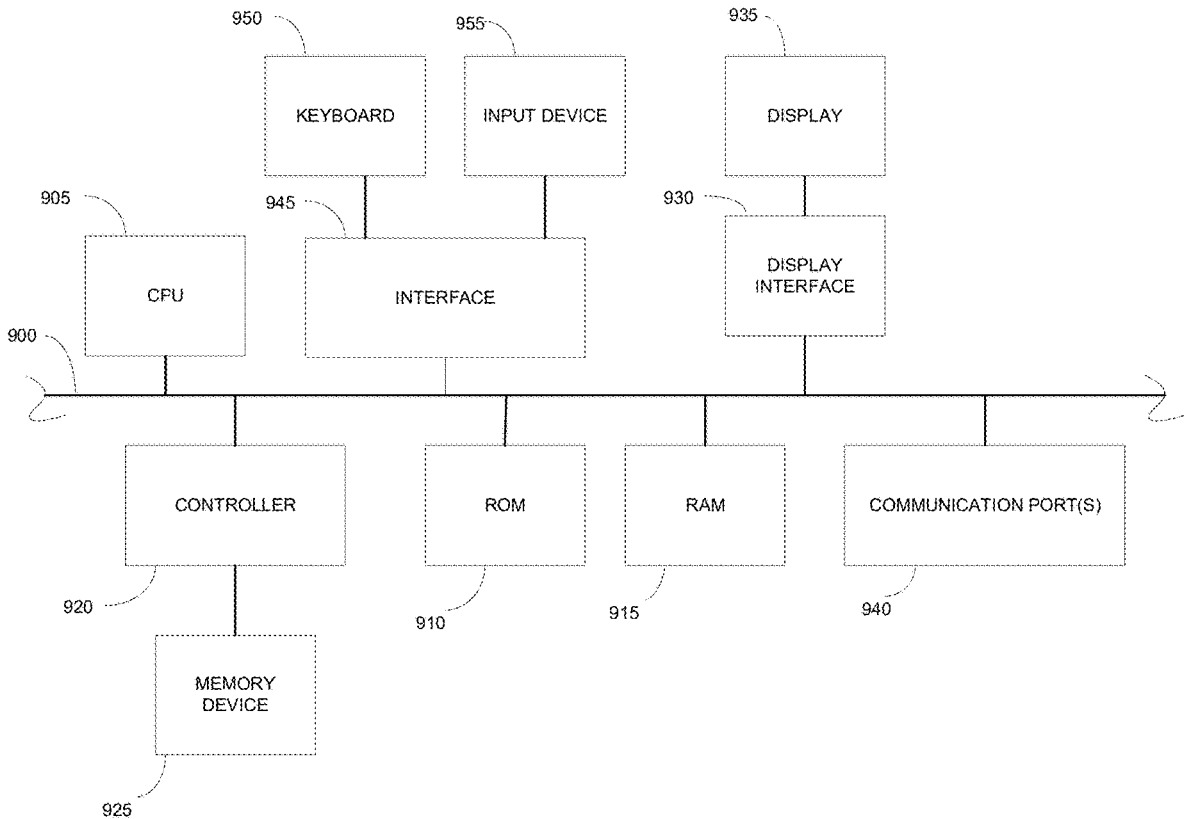 950
955
935
KEYBOARD
INPUT DEVICE
DISPLAY
905
945
930
CPU
INTERFACE
DISPLAY
INTERFACE
900
CONTROLLER
ROM
RAM
COMMUNICATION PORT(S)
920
910
915
940
MEMORY
DEVICE
925